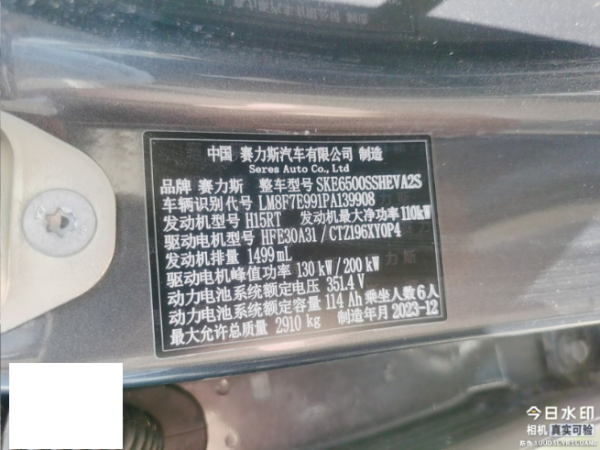 中国 赛力斯汽车有限公司 制造
Seres Auto Co., Ltd
品牌 赛力斯 整车型号 SKE6500SSHEVA2S
车辆识别代号 LM8F7E991PA139908
发动机型号 H15RT 发动机最大净功率 110kW
驱动电机型号 HFE30A31/CTZ196XY0P4
发动机排量 1499 mL
驱动电机峰值功率 130 kW/200 kW
动力电池系统额定电压 351.4 V
动力电池系统额定容量 114 Ah 乘坐人数 6人
最大允许总质量 2910 kg 制造年月 2023-12
今日水印
相机 真实可验